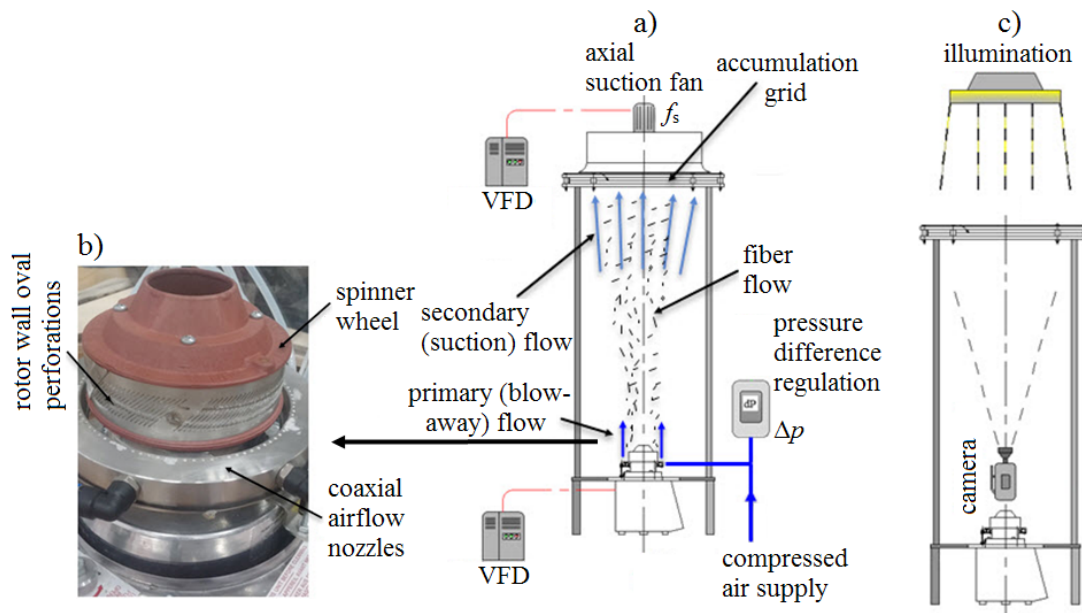 a)
axial
suction fan
fs
accumulation
grid
VFD
secondary
(suction) flow
fiber
flow
primary (blow-
away) flow
pressure
difference
regulation
dP
Δp
compressed
air supply
VFD
b)
rotor wall oval
perforations
spinner
wheel
coaxial
airflow
nozzles
c)
illumination
camera